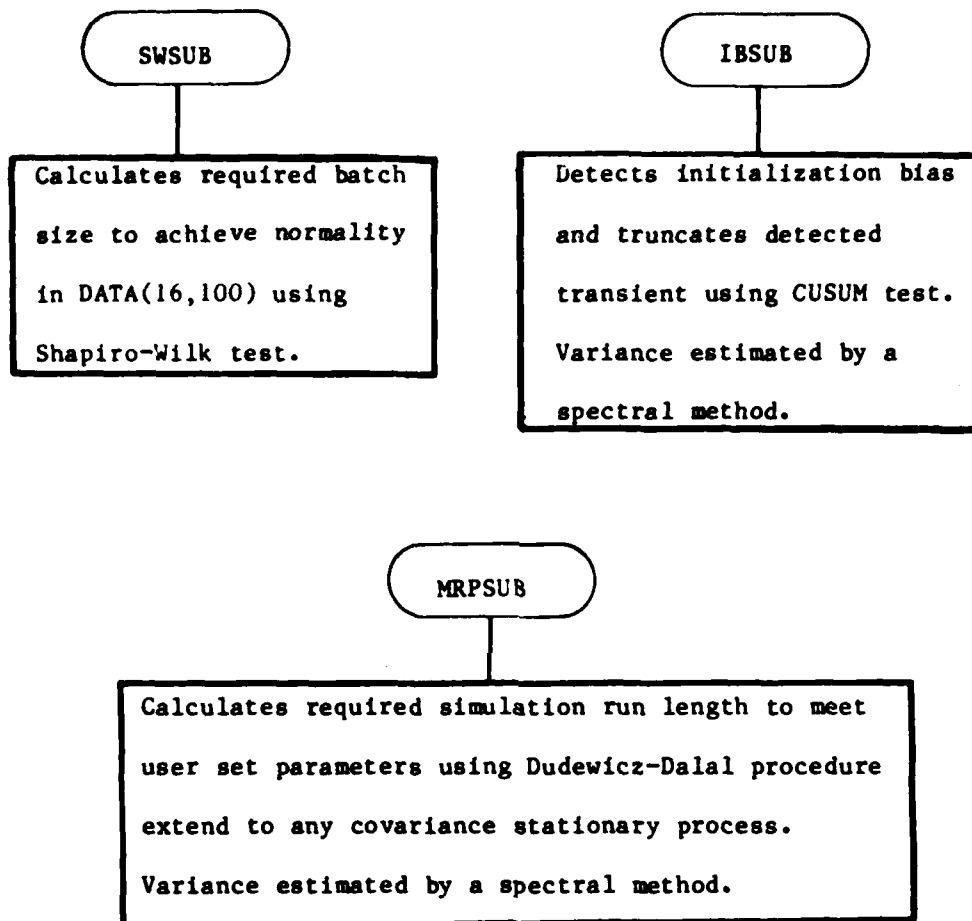 SWSUB
Calculates required batch
size to achieve normality
in DATA(16,100) using
Shapiro-Wilk test.
IBSUB
Detects initialization bias
and truncates detected
transient using CUSUM test.
Variance estimated by a
spectral method.
MRPSUB
Calculates required simulation run length to meet
user set parameters using Dudewicz-Dalal procedure
extend to any covariance stationary process.
Variance estimated by a spectral method.